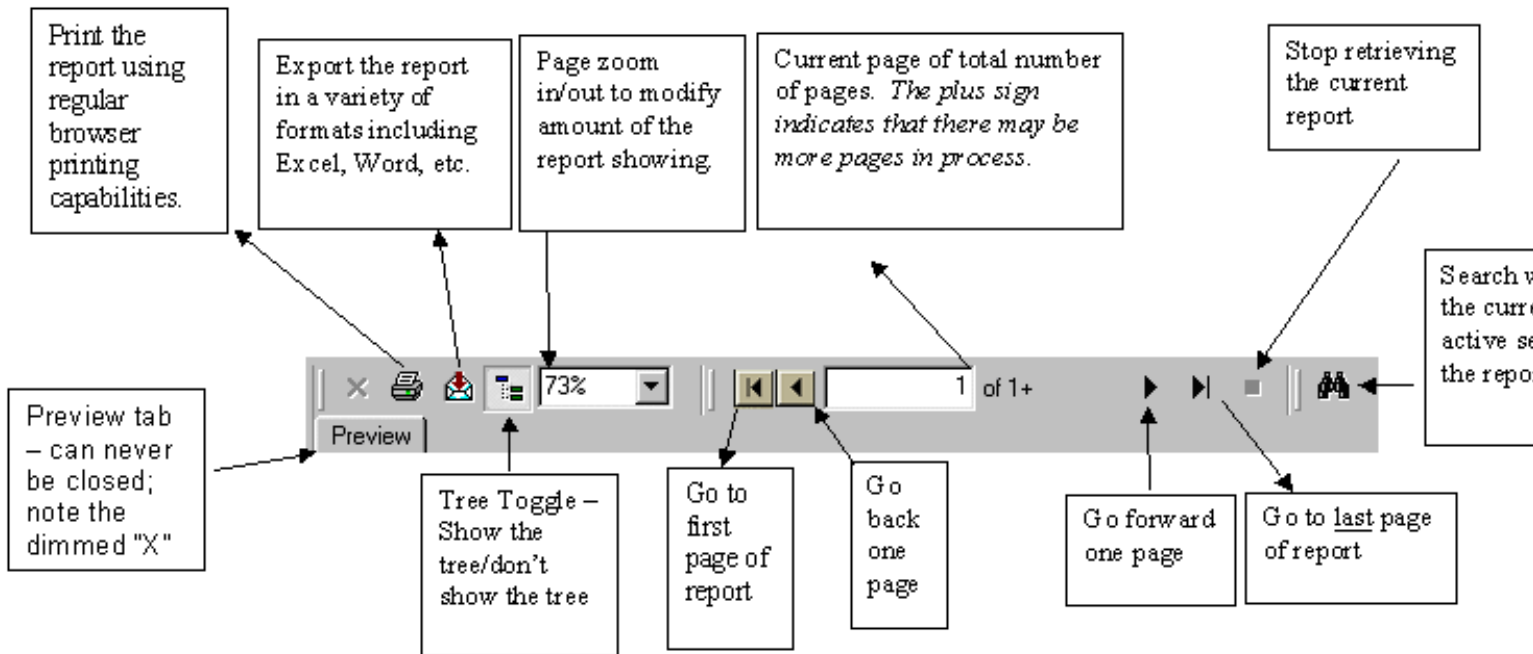 Print the
report using
regular
browser
printing
capabilities.
Export the report
in a variety of
formats including
Excel, Word, etc.
Page zoom
in/out to modify
amount of the
report showing.
Current page of total number
of pages. The plus sign
indicates that there may be
more pages in process.
Stop retrieving
the current
report
Search
the
active
the
73%
1
of 1+
Preview
Preview tab
– can never
be closed;
note the
dimmed "X"
Tree Toggle –
Show the
tree/don't
show the tree
Go to
first
page of
report
Go
back
one
page
Go forward
one page
Go to last page
of report